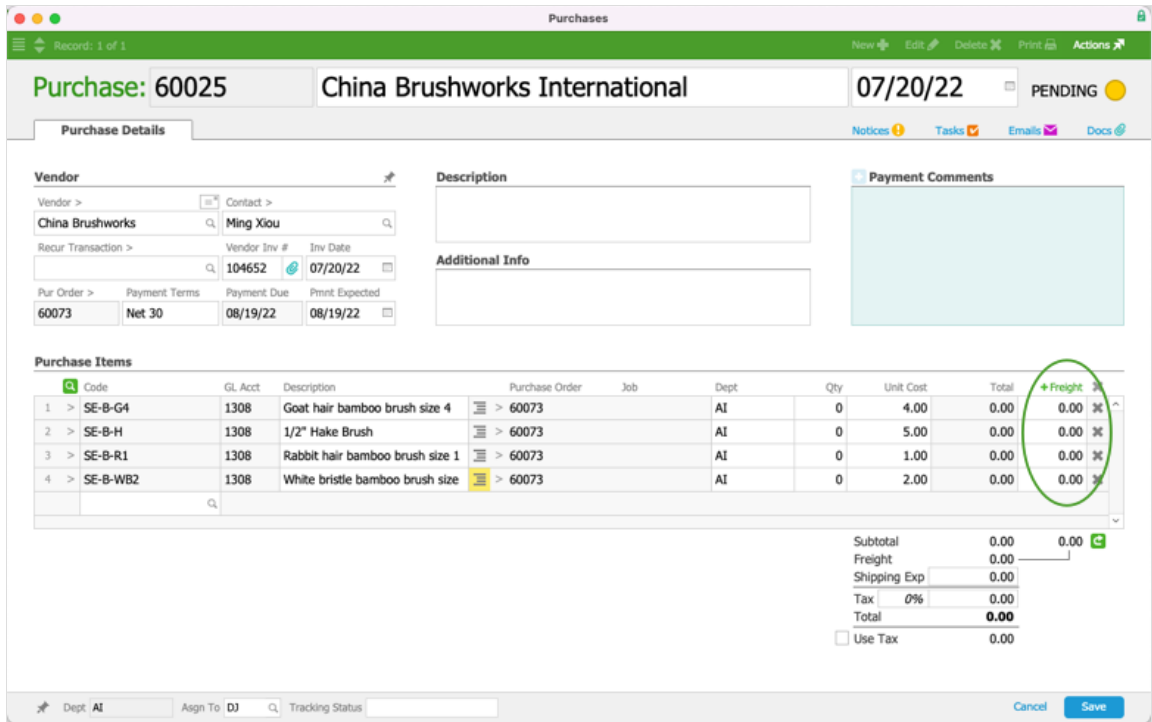 Purchases
Record: 1 of 1 New Edit Delete Print Actions
Purchase: 60025 China Brushworks International 07/20/22 PENDING
Purchase Details Notices Tasks Emails Docs
Vendor Description Payment Comments
Vendor > Contact >
China Brushworks Ming Xiou
Recur Transaction > Vendor Inv # Inv Date
104652 07/20/22
Additional Info
Pur Order > Payment Terms Payment Due Pmnt Expected
60073 Net 30 08/19/22 08/19/22
Purchase Items
Code GL Acct Description Purchase Order Job Dept Qty Unit Cost Total + Freight
1 > SE-B-G4 1308 Goat hair bamboo brush size 4 > 60073 AI 0 4.00 0.00 0.00
2 > SE-B-H 1308 1/2" Hake Brush > 60073 AI 0 5.00 0.00 0.00
3 > SE-B-R1 1308 Rabbit hair bamboo brush size 1 > 60073 AI 0 1.00 0.00 0.00
4 > SE-B-WB2 1308 White bristle bamboo brush size > 60073 AI 0 2.00 0.00 0.00
Subtotal 0.00 0.00
Freight 0.00
Shipping Exp 0.00
Tax 0% 0.00
Total 0.00
Use Tax 0.00
Dept AI Asgn To DJ Tracking Status Cancel Save